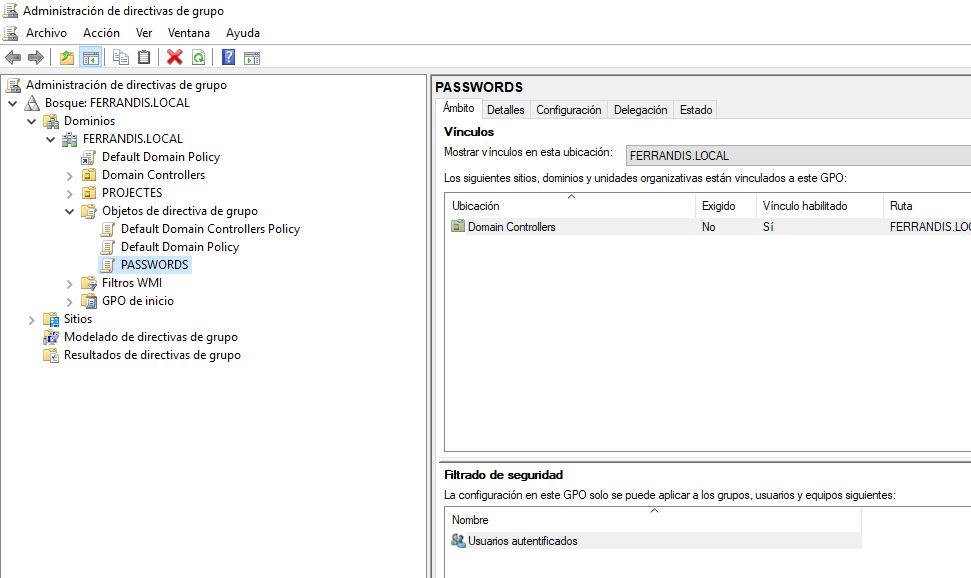 Administración de directivas de grupo
Archivo Acción Ver Ventana Ayuda
Administración de directivas de grupo
Bosque: FERRANDIS.LOCAL
Dominios
FERRANDIS.LOCAL
Default Domain Policy
Domain Controllers
PROJECTES
Objetos de directiva de grupo
Default Domain Controllers Policy
Default Domain Policy
PASSWORDS
Filtros WMI
GPO de inicio
Sitios
Modelado de directivas de grupo
Resultados de directivas de grupo
PASSWORDS
Ámbito Detalles Configuración Delegación Estado
Vínculos
Mostrar vínculos en esta ubicación: FERRANDIS.LOCAL
Los siguientes sitios, dominios y unidades organizativas están vinculados a este GPO:
Ubicación Exigido Vínculo habilitado Ruta
Domain Controllers No Sí FERRANDIS.LOC
Filtrado de seguridad
La configuración en este GPO solo se puede aplicar a los grupos, usuarios y equipos siguientes:
Nombre
Usuarios autentificados